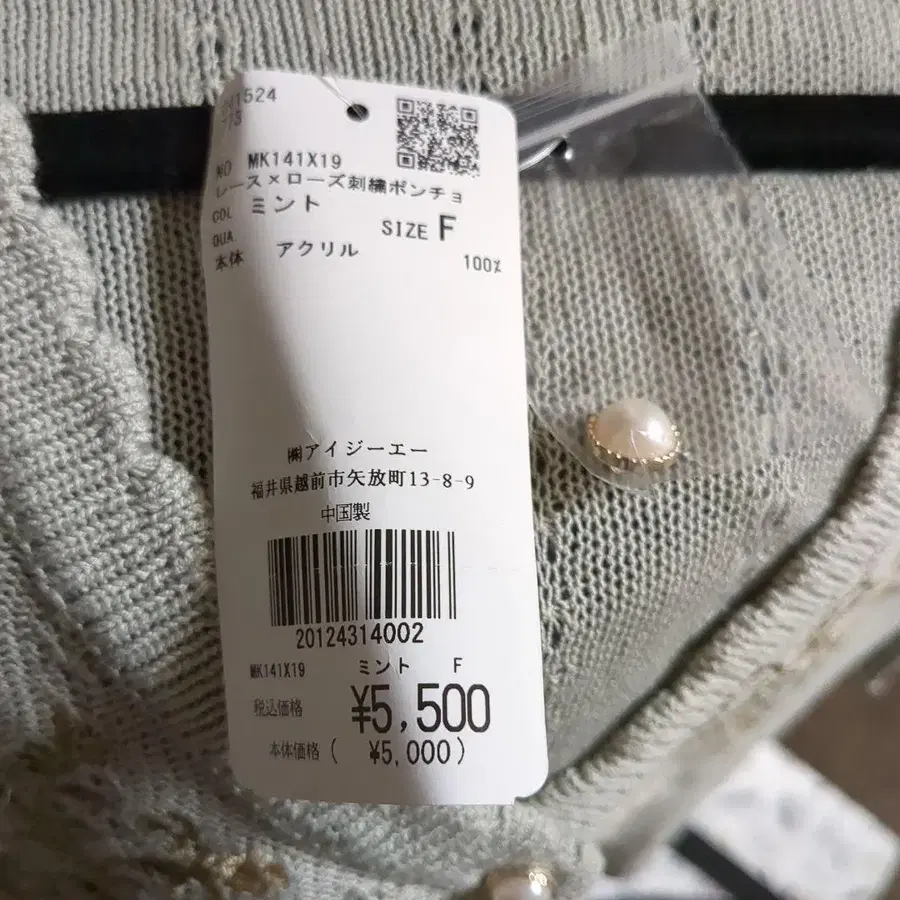 1524
NO MK141X19
レース×ローズ刺繍ポンチョ
COL ミント
SIZE F
QUA
本体 アクリル 100%
㈱アイジーエー
福井県越前市矢放町13-8-9
中国製
20124314002
MK141X19 ミント F
税込価格 ¥5,500
本体価格( ¥5,000)